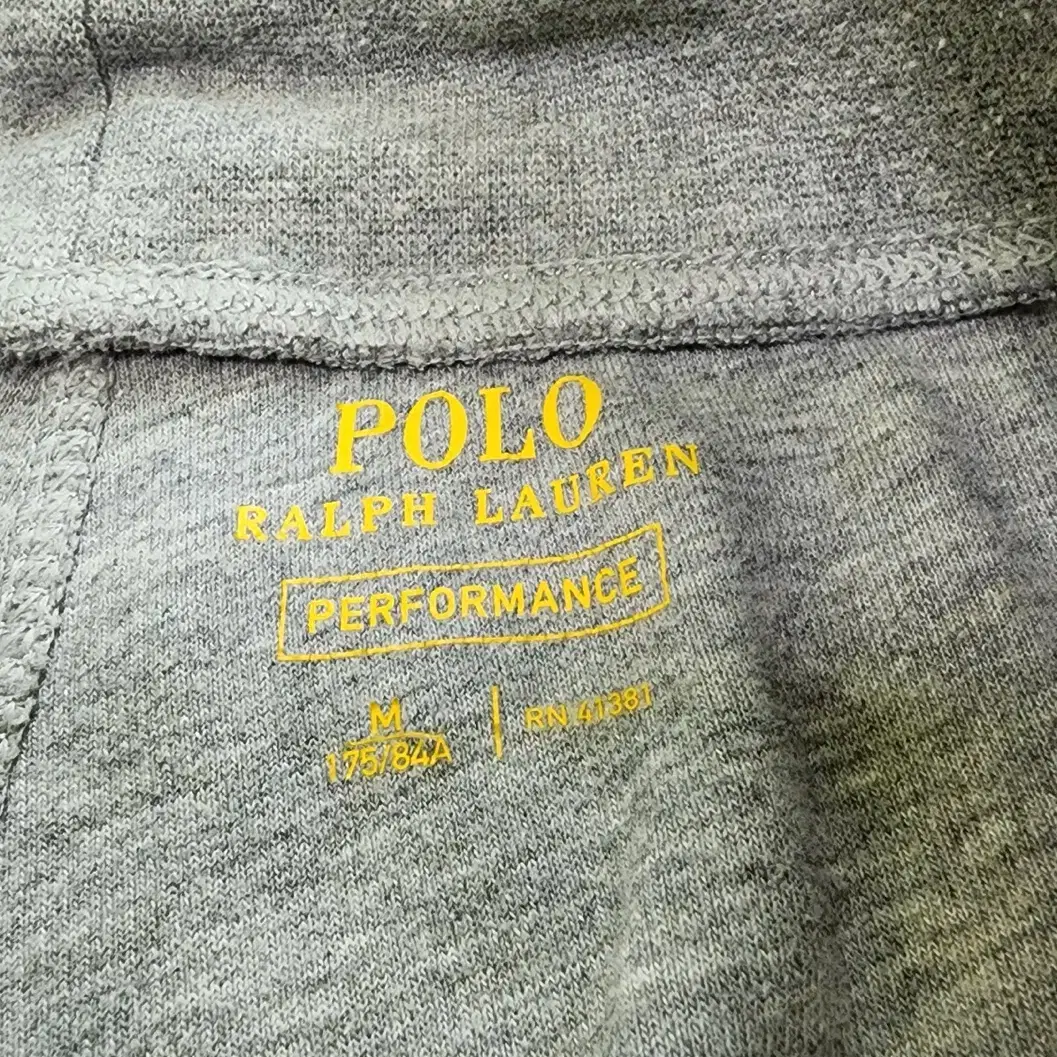 POLO
RALPH LAUREN
PERFORMANCE
M
175/84A
RN 41381